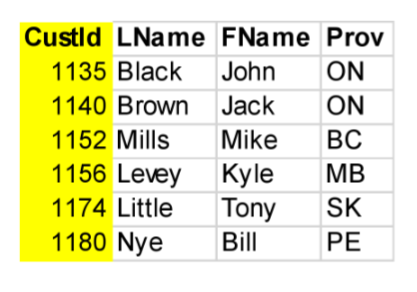 CustId LName FName Prov
1135 Black John ON
1140 Brown Jack ON
1152 Mills Mike BC
1156 Levey Kyle MB
1174 Little Tony SK
1180 Nye Bill PE